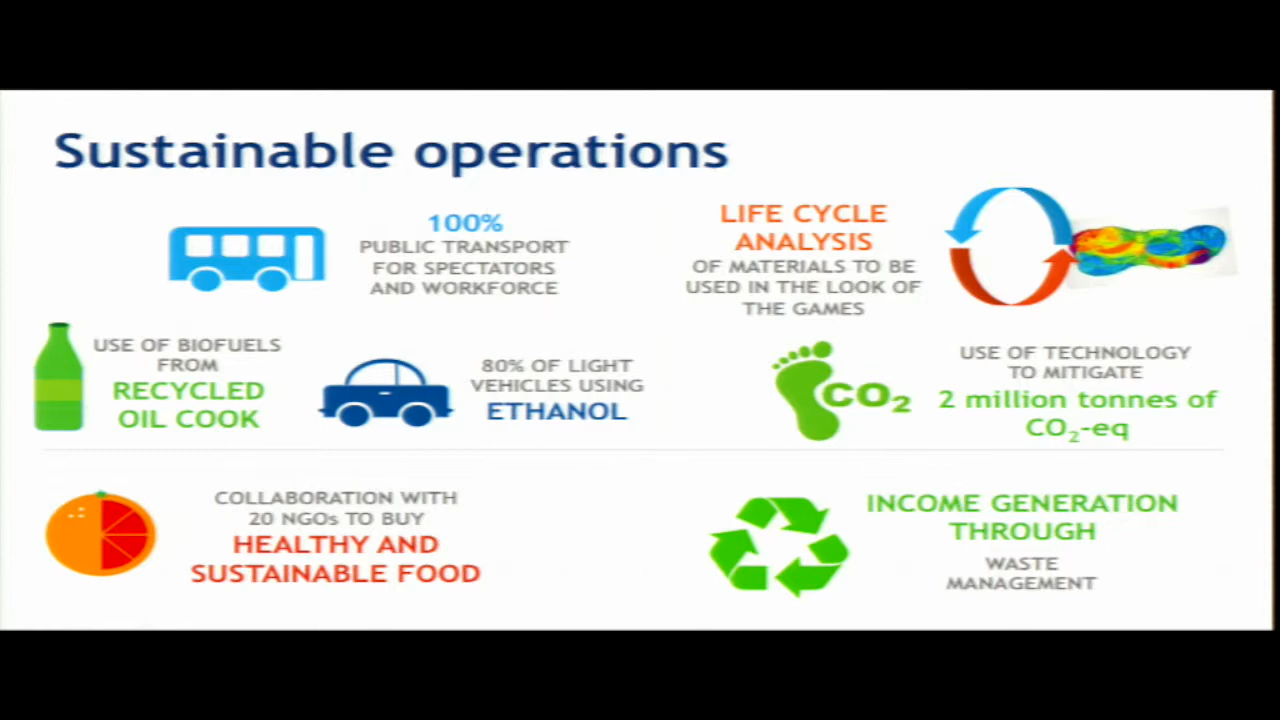 Sustainable operations
100%
PUBLIC TRANSPORT
FOR SPECTATORS
AND WORKFORCE
LIFE CYCLE
ANALYSIS
OF MATERIALS TO BE
USED IN THE LOOK OF
THE GAMES
USE OF BIOFUELS
FROM
RECYCLED
OIL COOK
80% OF LIGHT
VEHICLES USING
ETHANOL
CO2
USE OF TECHNOLOGY
TO MITIGATE
2 million tonnes of
CO₂-eq
COLLABORATION WITH
20 NGOs TO BUY
HEALTHY AND
SUSTAINABLE FOOD
INCOME GENERATION
THROUGH
WASTE
MANAGEMENT